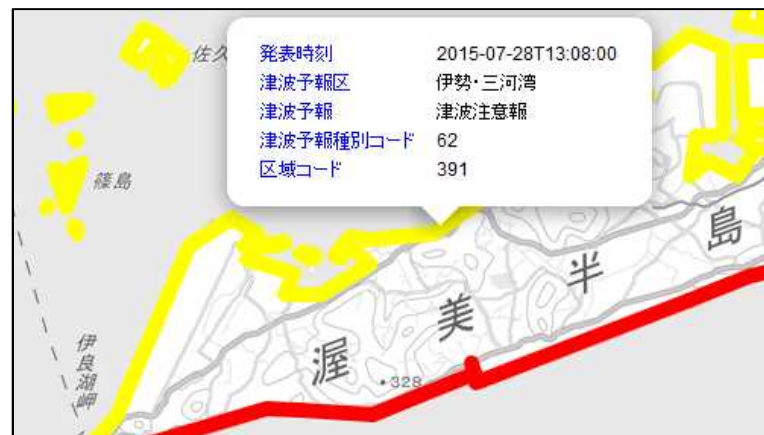 発表時刻 2015-07-28T13:08:00
津波予報区 伊勢・三河湾
津波予報 津波注意報
津波予報種別コード 62
区域コード 391
佐久
篠島
渥美半島
伊良湖岬
・328